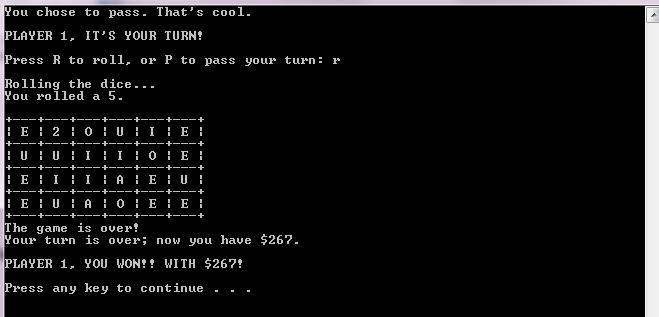 You chose to pass. That's cool.
PLAYER 1, IT'S YOUR TURN!
Press R to roll, or P to pass your turn: r
Rolling the dice...
You rolled a 5.
+---+---+---+---+---+---+
¦ E ¦ 2 ¦ O ¦ U ¦ I ¦ E ¦
+---+---+---+---+---+---+
¦ U ¦ U ¦ I ¦ I ¦ O ¦ E ¦
+---+---+---+---+---+---+
¦ E ¦ I ¦ I ¦ A ¦ E ¦ U ¦
+---+---+---+---+---+---+
¦ E ¦ U ¦ A ¦ O ¦ E ¦ E ¦
+---+---+---+---+---+---+
The game is over!
Your turn is over; now you have $267.
PLAYER 1, YOU WON!! WITH $267!
Press any key to continue . . .